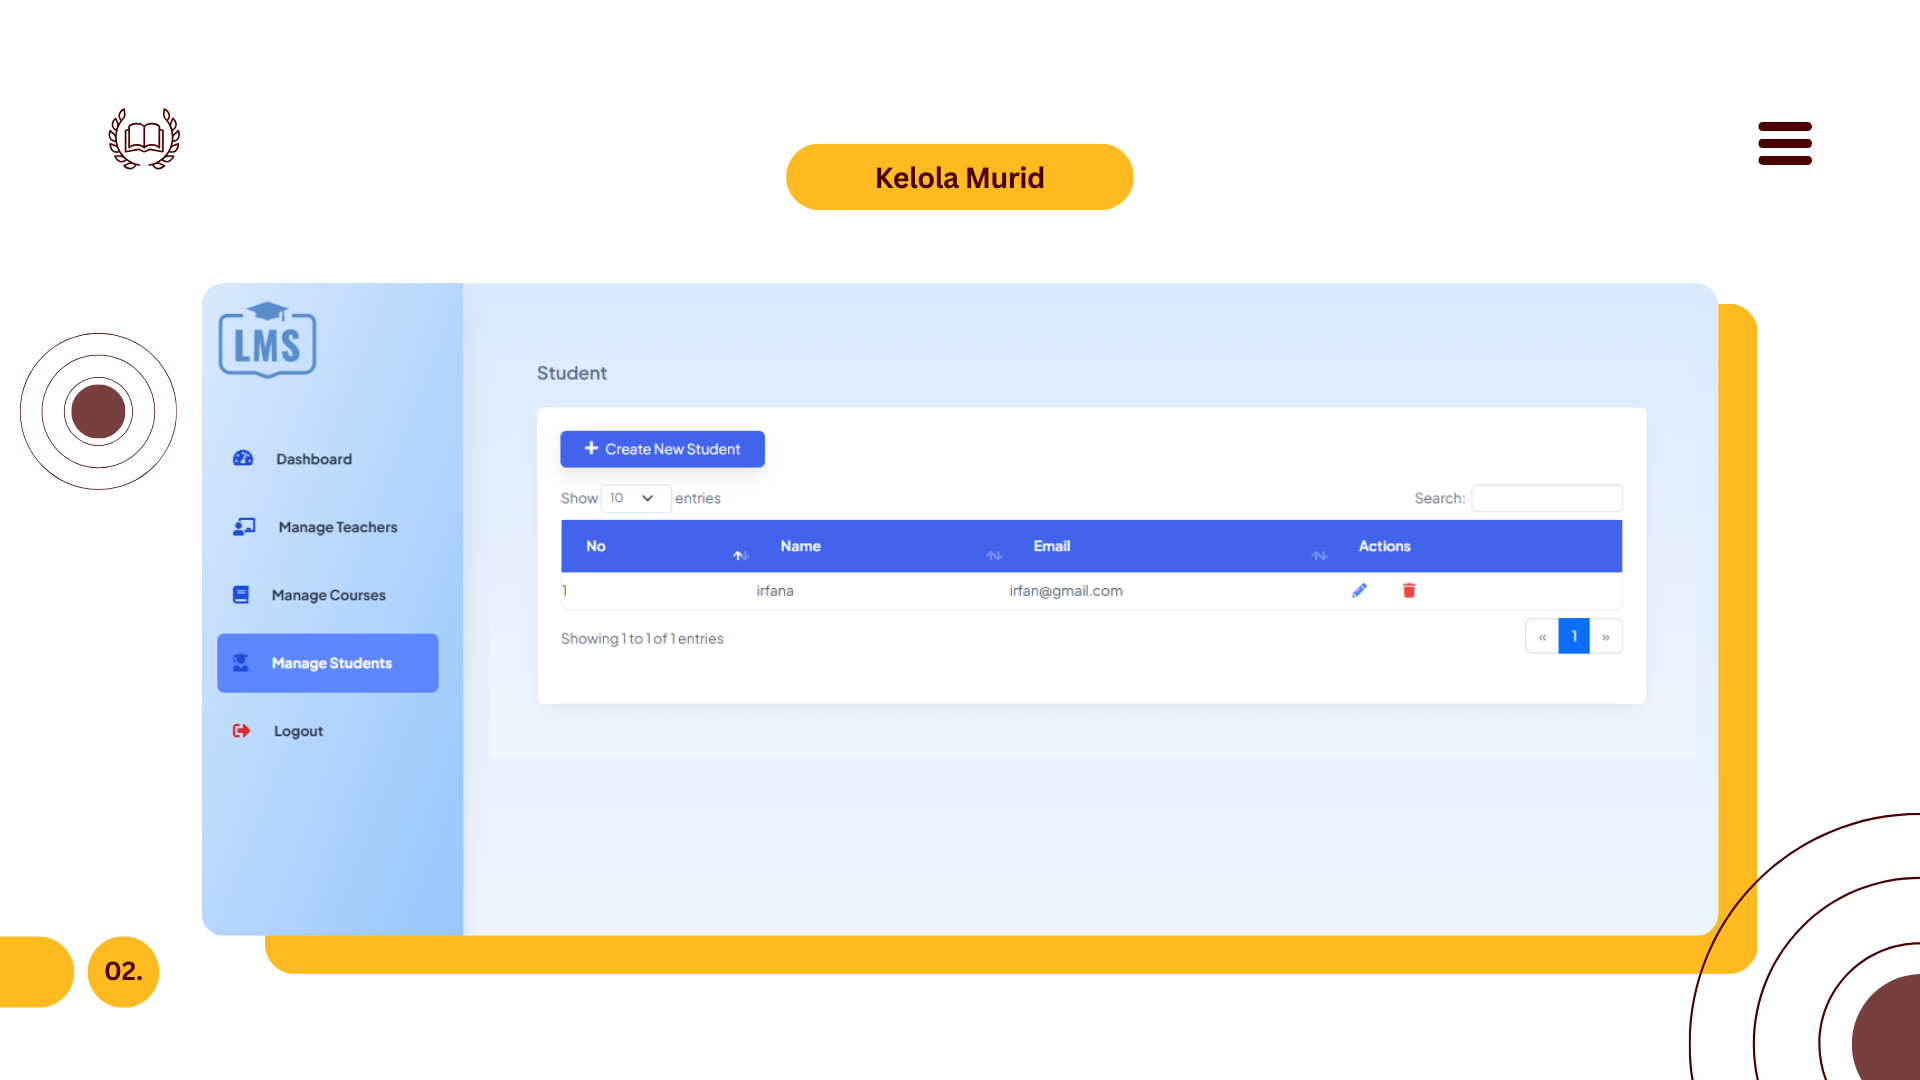 Kelola Murid
LMS
Dashboard
Manage Teachers
Manage Courses
Manage Students
Logout
Student
+ Create New Student
Show 10 entries
Search:
No Name Email Actions
1 irfana irfan@gmail.com
Showing 1 to 1 of 1 entries
« 1 »
02.